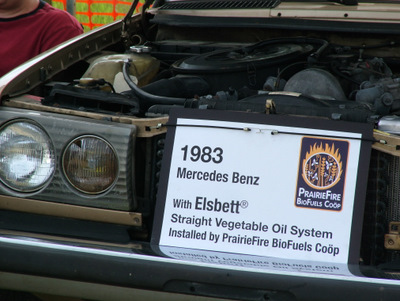 1983
Mercedes Benz
With Elsbett®
Straight Vegetable Oil System
Installed by PrairieFire BioFuels Coöp
PRAIRIEFIRE
BIOFUELS COÖP